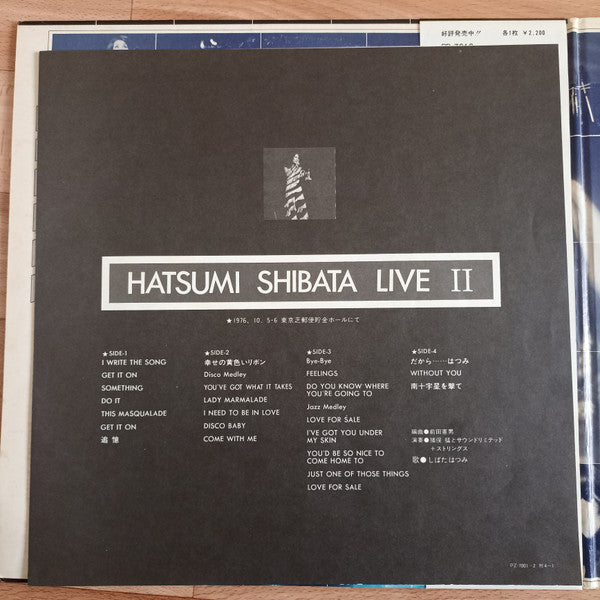 好評発売中!! 各1枚 ¥2,200
HATSUMI SHIBATA LIVE II
★1976. 10. 5-6 東京芝郵便貯金ホールにて
★SIDE-1
I WRITE THE SONG
GET IT ON
SOMETHING
DO IT
THIS MASQUALADE
GET IT ON
追憶
★SIDE-2
幸せの黄色いリボン
Disco Medley
YOU'VE GOT WHAT IT TAKES
LADY MARMALADE
I NEED TO BE IN LOVE
DISCO BABY
COME WITH ME
★SIDE-3
Bye-Bye
FEELINGS
DO YOU KNOW WHERE
YOU'RE GOING TO
Jazz Medley
LOVE FOR SALE
I'VE GOT YOU UNDER
MY SKIN
YOU'D BE SO NICE TO
COME HOME TO
JUST ONE OF THOSE THINGS
LOVE FOR SALE
★SIDE-4
だから……はつみ
WITHOUT YOU
南十字星を撃て
編曲●前田憲男
演奏●猪俣 猛とサウンドリミテッド
+ストリングス
歌●しばたはつみ
PZ-7001~2 附4-1